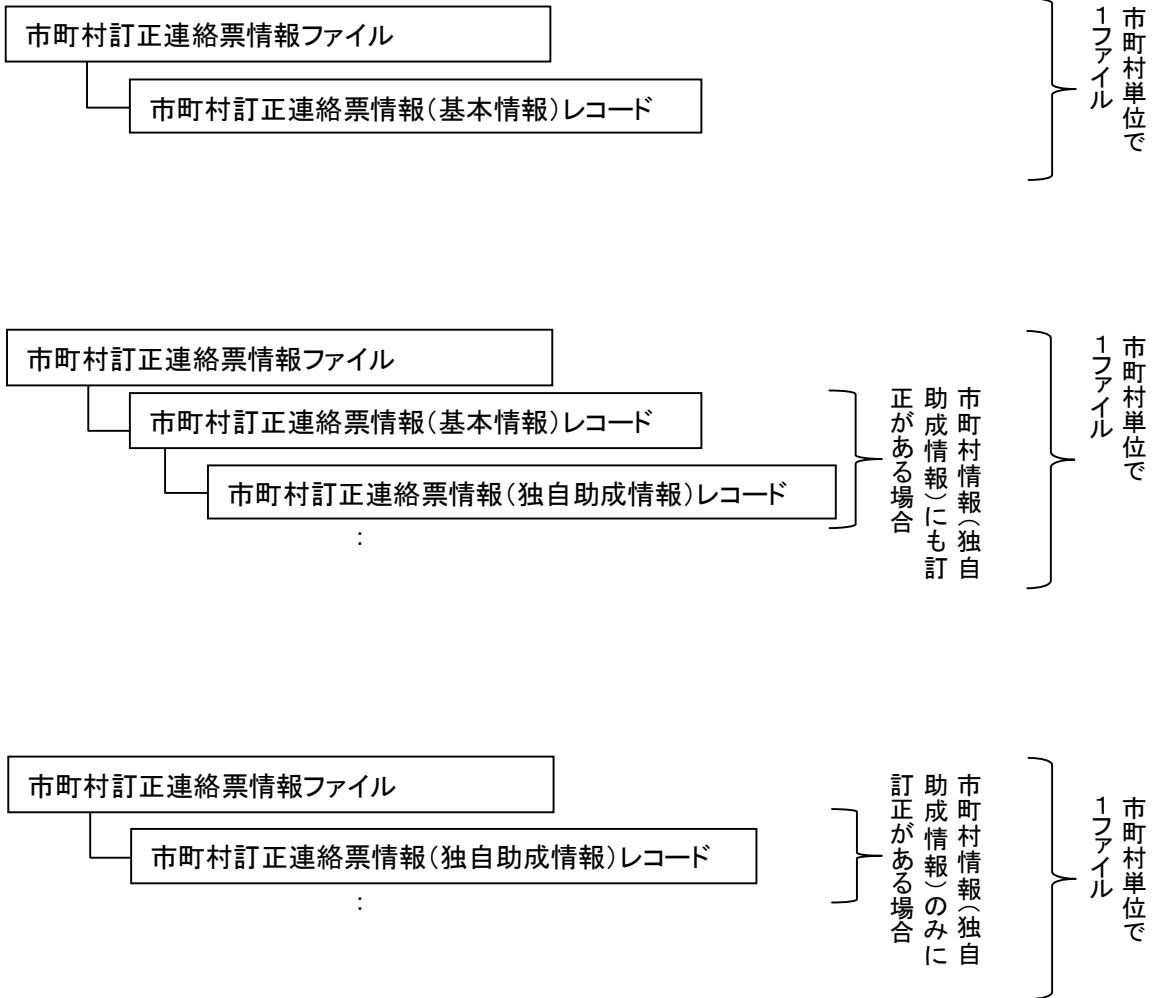 市町村訂正連絡票情報ファイル
市町村訂正連絡票情報（基本情報）レコード
市町村単位で
１ファイル
市町村訂正連絡票情報ファイル
市町村訂正連絡票情報（基本情報）レコード
市町村訂正連絡票情報（独自助成情報）レコード
：
市町村情報（独自
助成情報）にも訂
正がある場合
市町村単位で
１ファイル
市町村訂正連絡票情報ファイル
市町村訂正連絡票情報（独自助成情報）レコード
：
市町村情報（独自
助成情報）のみに
訂正がある場合
市町村単位で
１ファイル